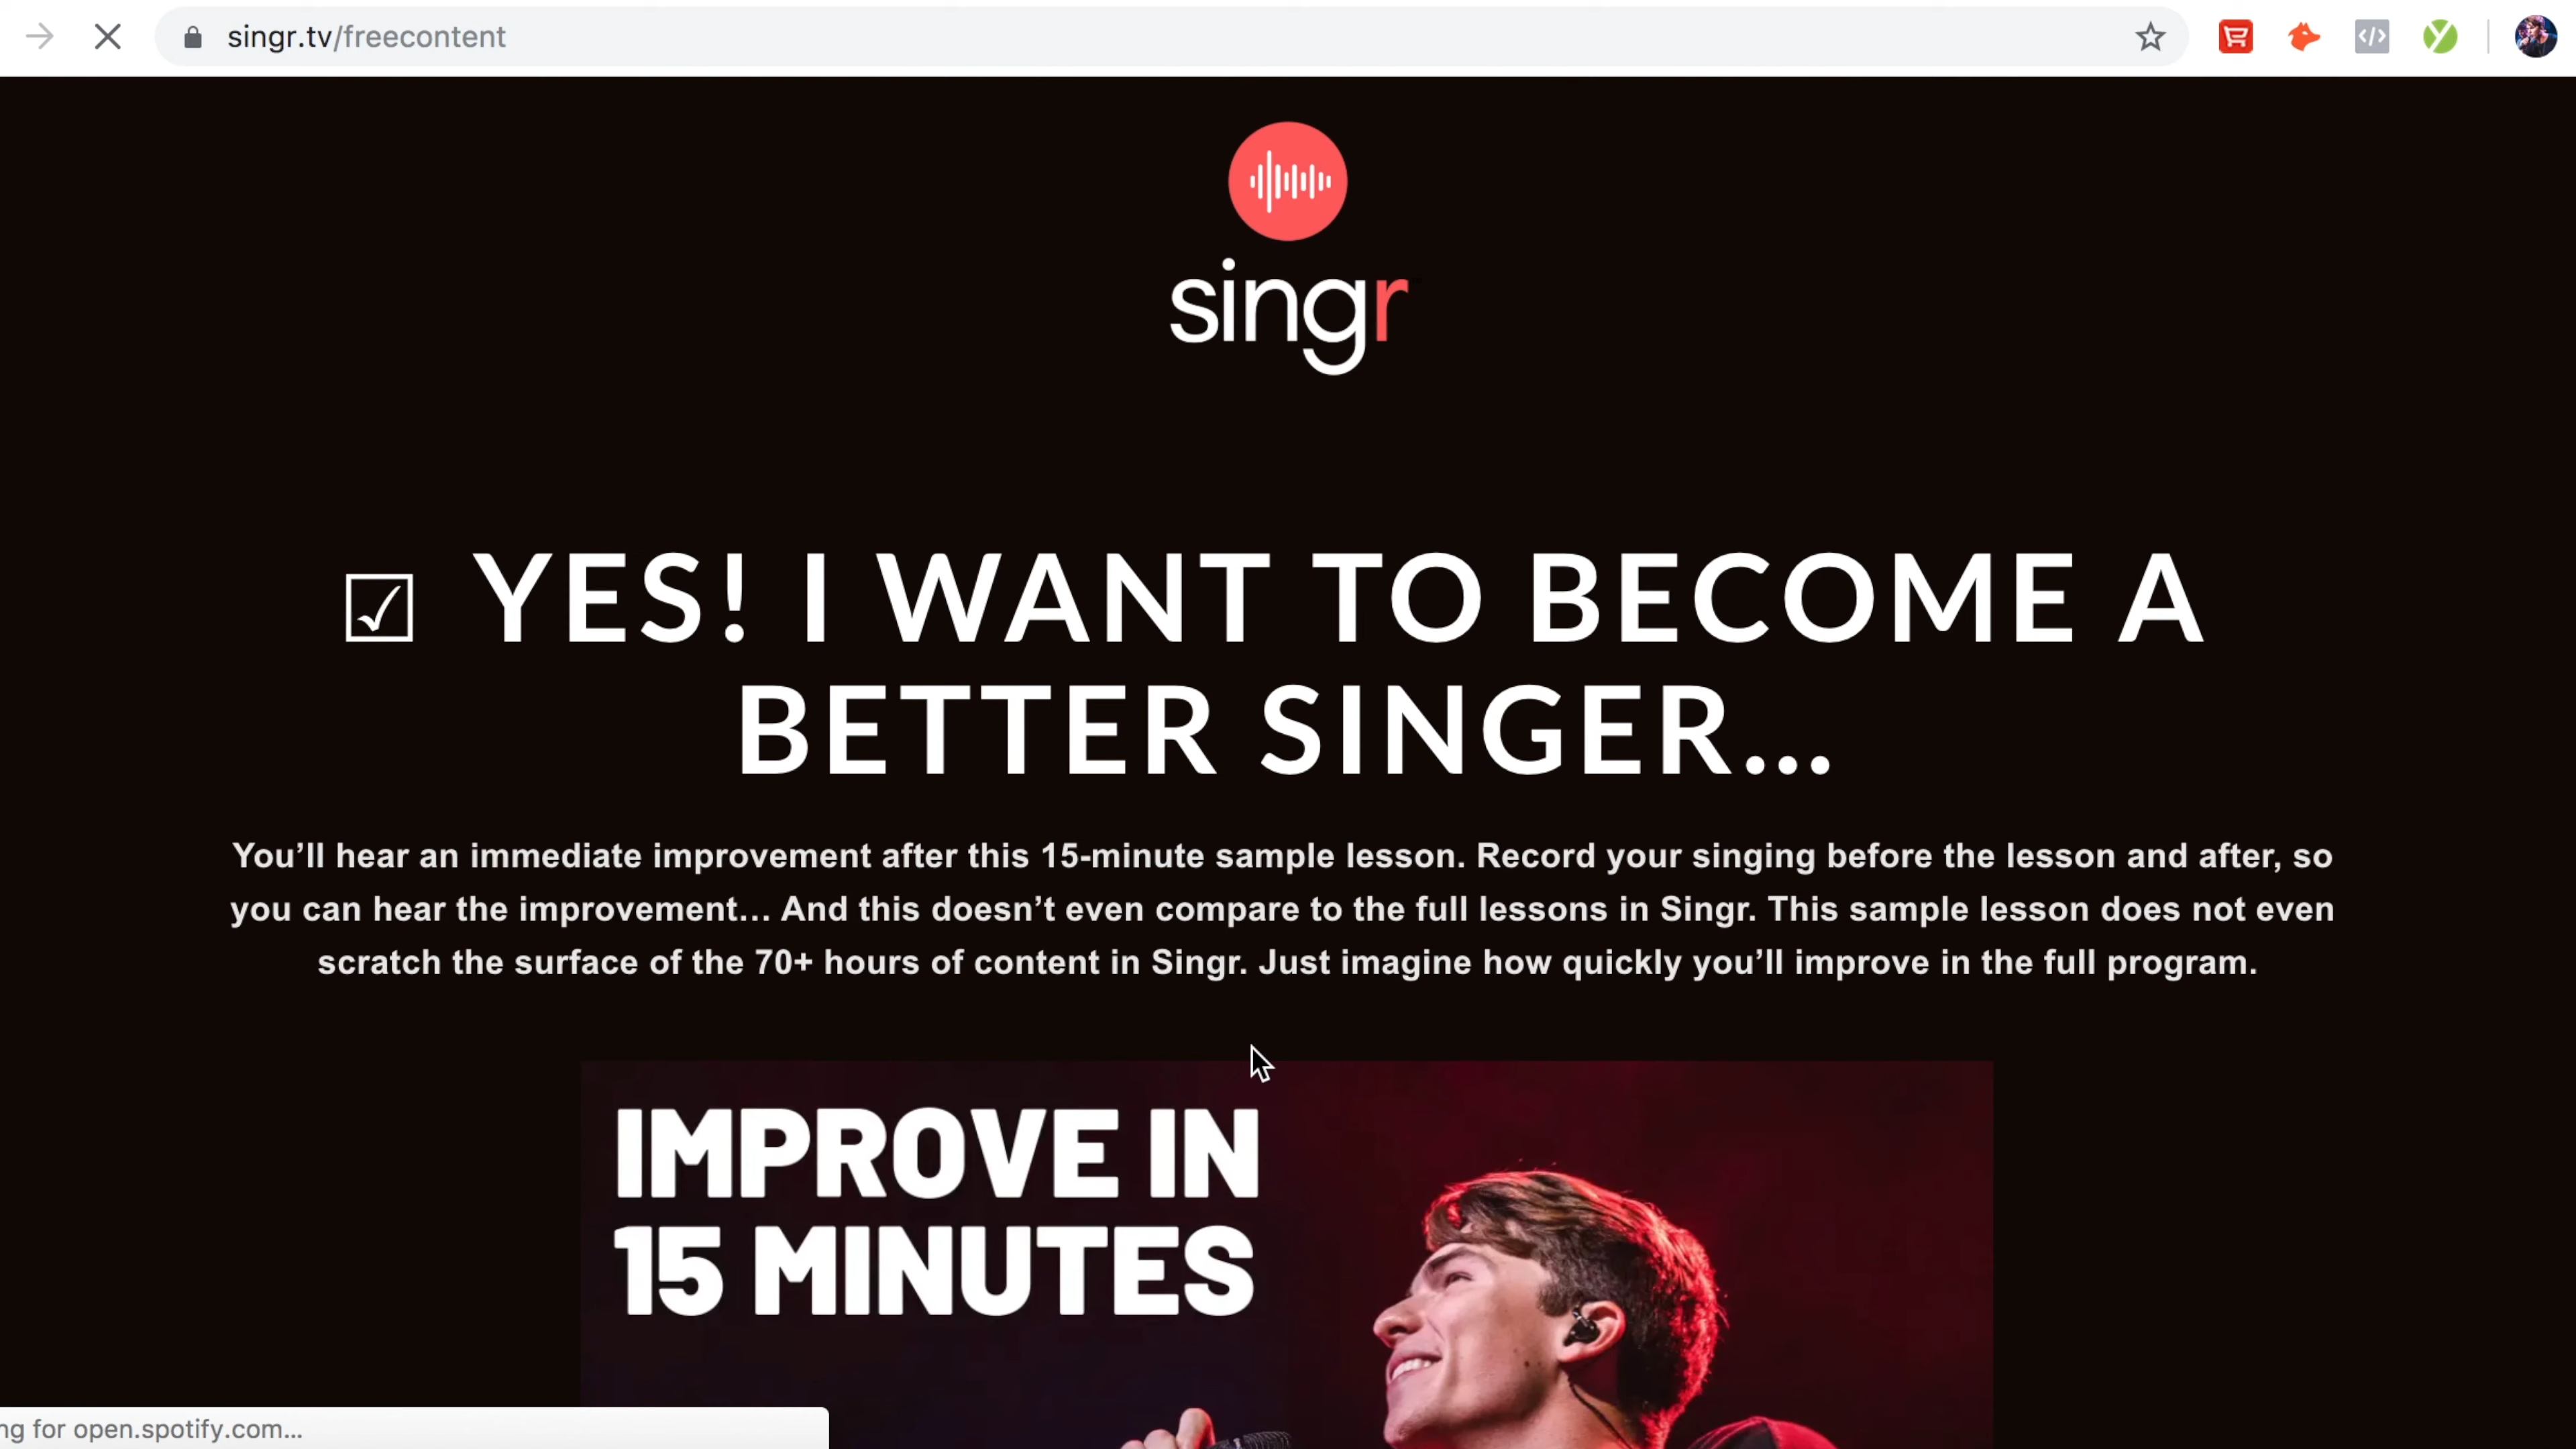 singr.tv/freecontent
singr
☑ YES! I WANT TO BECOME A
BETTER SINGER...
You’ll hear an immediate improvement after this 15-minute sample lesson. Record your singing before the lesson and after, so
you can hear the improvement... And this doesn’t even compare to the full lessons in Singr. This sample lesson does not even
scratch the surface of the 70+ hours of content in Singr. Just imagine how quickly you’ll improve in the full program.
IMPROVE IN
15 MINUTES
ng for open.spotify.com...